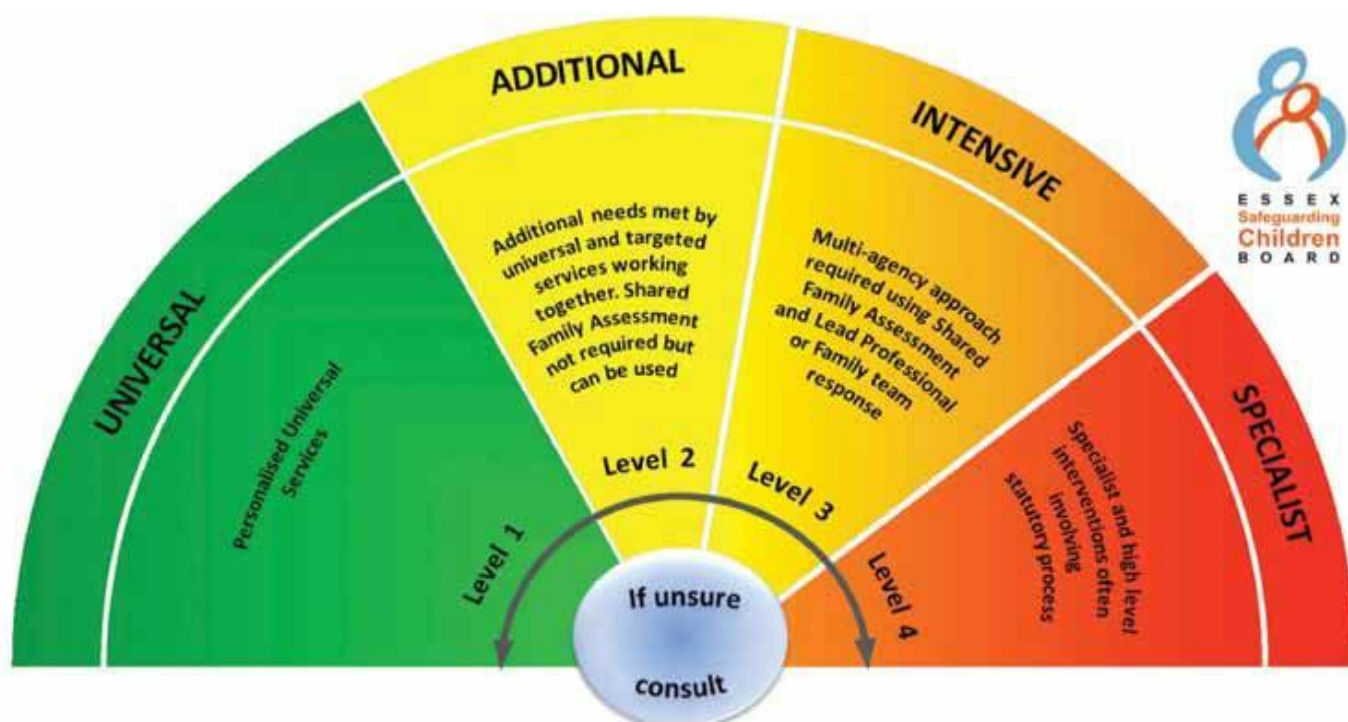 UNIVERSAL
Personalised Universal
Services
Level 1
ADDITIONAL
Additional needs met by
universal and targeted
services working
together. Shared
Family Assessment
not required but
can be used
Level 2
INTENSIVE
Multi-agency approach
required using Shared
Family Assessment
and Lead Professional
or Family team
response
Level 3
SPECIALIST
Specialist and high level
interventions often
involving
statutory process
Level 4
If unsure
consult
ESSEX
Safeguarding
Children
BOARD